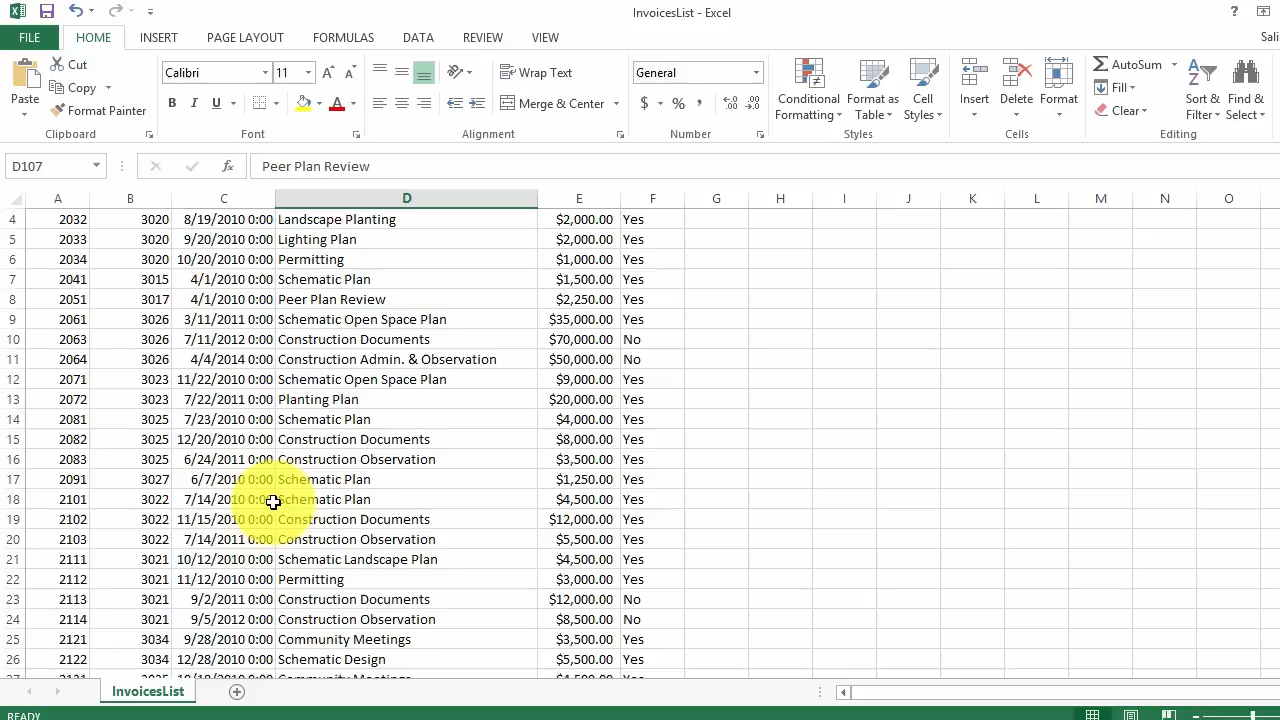 InvoicesList - Excel
?
FILE HOME INSERT PAGE LAYOUT FORMULAS DATA REVIEW VIEW Sali
Paste
Cut
Copy
Format Painter
Clipboard
Calibri 11
B I U A
Font
Wrap Text
Merge & Center
Alignment
General
$ % ,
Number
Conditional Formatting
Format as Table
Cell Styles
Styles
Insert Delete Format
Cells
AutoSum
Fill
Clear
Sort & Filter
Find & Select
Editing
D107 fx Peer Plan Review
A B C D E F G H I J K L M N O
4 2032 3020 8/19/2010 0:00 Landscape Planting $2,000.00 Yes
5 2033 3020 9/20/2010 0:00 Lighting Plan $2,000.00 Yes
6 2034 3020 10/20/2010 0:00 Permitting $1,000.00 Yes
7 2041 3015 4/1/2010 0:00 Schematic Plan $1,500.00 Yes
8 2051 3017 4/1/2010 0:00 Peer Plan Review $2,250.00 Yes
9 2061 3026 3/11/2011 0:00 Schematic Open Space Plan $35,000.00 Yes
10 2063 3026 7/11/2012 0:00 Construction Documents $70,000.00 No
11 2064 3026 4/4/2014 0:00 Construction Admin. & Observation $50,000.00 No
12 2071 3023 11/22/2010 0:00 Schematic Open Space Plan $9,000.00 Yes
13 2072 3023 7/22/2011 0:00 Planting Plan $20,000.00 Yes
14 2081 3025 7/23/2010 0:00 Schematic Plan $4,000.00 Yes
15 2082 3025 12/20/2010 0:00 Construction Documents $8,000.00 Yes
16 2083 3025 6/24/2011 0:00 Construction Observation $3,500.00 Yes
17 2091 3027 6/7/2010 0:00 Schematic Plan $1,250.00 Yes
18 2101 3022 7/14/2010 0:00 Schematic Plan $4,500.00 Yes
19 2102 3022 11/15/2010 0:00 Construction Documents $12,000.00 Yes
20 2103 3022 7/14/2011 0:00 Construction Observation $5,500.00 Yes
21 2111 3021 10/12/2010 0:00 Schematic Landscape Plan $4,500.00 Yes
22 2112 3021 11/12/2010 0:00 Permitting $3,000.00 Yes
23 2113 3021 9/2/2011 0:00 Construction Documents $12,000.00 No
24 2114 3021 9/5/2012 0:00 Construction Observation $8,500.00 No
25 2121 3034 9/28/2010 0:00 Community Meetings $3,500.00 Yes
26 2122 3034 12/28/2010 0:00 Schematic Design $5,500.00 Yes
InvoicesList
READY